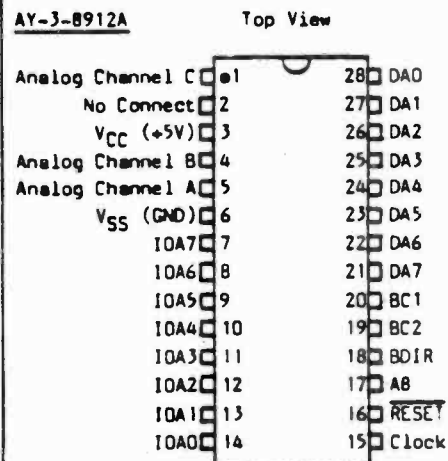 AY-3-8912A
Top View
Analog Channel C 1 28 DA0
No Connect 2 27 DA1
VCC (+5V) 3 26 DA2
Analog Channel B 4 25 DA3
Analog Channel A 5 24 DA4
VSS (GND) 6 23 DA5
IOA7 7 22 DA6
IOA6 8 21 DA7
IOA5 9 20 BC1
IOA4 10 19 BC2
IOA3 11 18 BDIR
IOA2 12 17 A8
IOA1 13 16 RESET
IOA0 14 15 Clock